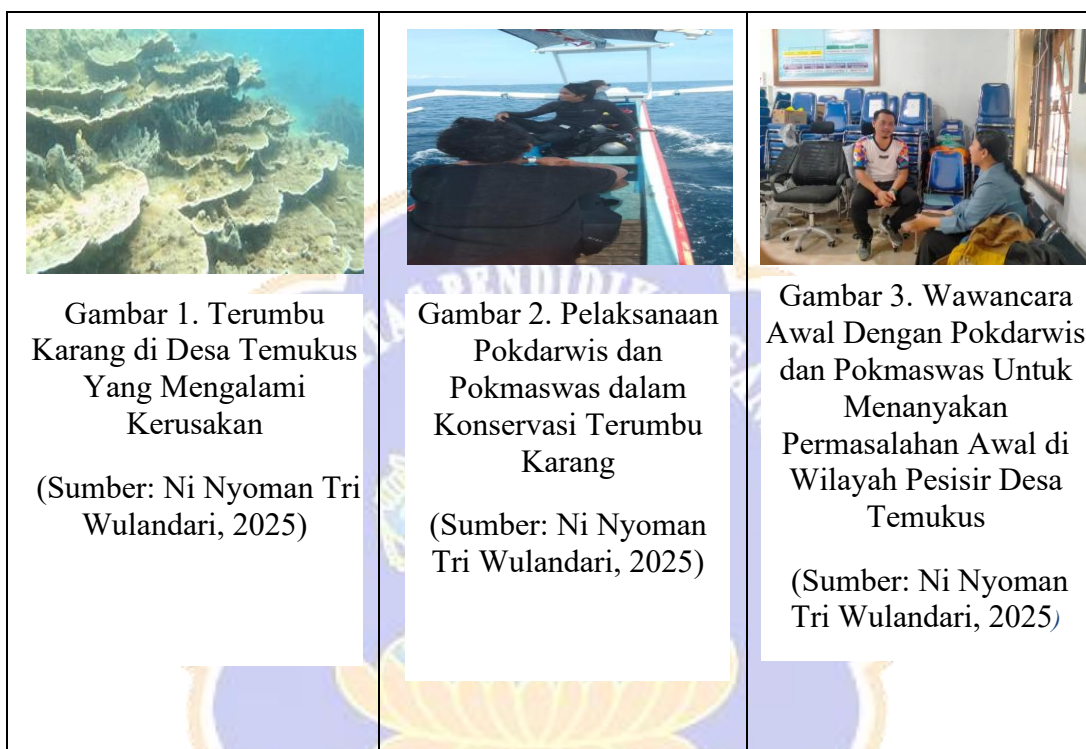 Gambar 1. Terumbu
Karang di Desa Temukus
Yang Mengalami
Kerusakan
(Sumber: Ni Nyoman Tri
Wulandari, 2025)
Gambar 2. Pelaksanaan
Pokdarwis dan
Pokmaswas dalam
Konservasi Terumbu
Karang
(Sumber: Ni Nyoman
Tri Wulandari, 2025)
Gambar 3. Wawancara
Awal Dengan Pokdarwis
dan Pokmaswas Untuk
Menanyakan
Permasalahan Awal di
Wilayah Pesisir Desa
Temukus
(Sumber: Ni Nyoman
Tri Wulandari, 2025)